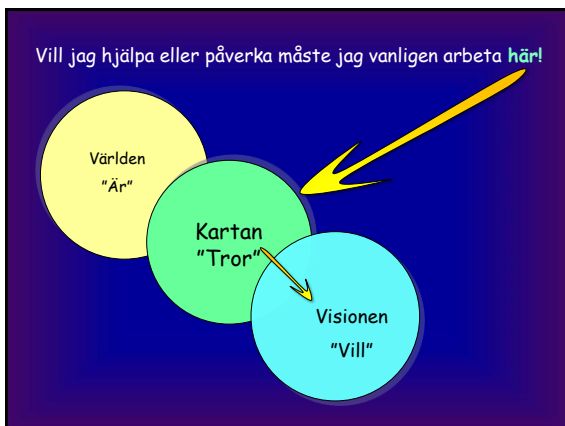 Vill jag hjälpa eller påverka måste jag vanligen arbeta här!
Världen
"Är"
Kartan
"Tror"
Visionen
"Vill"